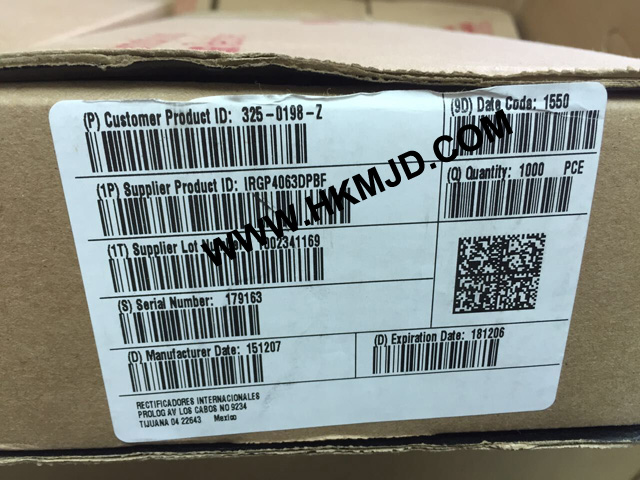 (P) Customer Product ID: 325-0198-Z
(9D) Date Code: 1550
(1P) Supplier Product ID: IRGP4063DPBF
(Q) Quantity: 1000 PCE
(1T) Supplier Lot
002341169
(S) Serial Number: 179163
(D) Manufacturer Date: 151207
(D) Expiration Date: 181206
RECTIFICADORES INTERNACIONALES
PROLOG AV LOS CABOS NO 9234
TIJUANA 04 22643 Mexico
WWW.HKMJD.COM